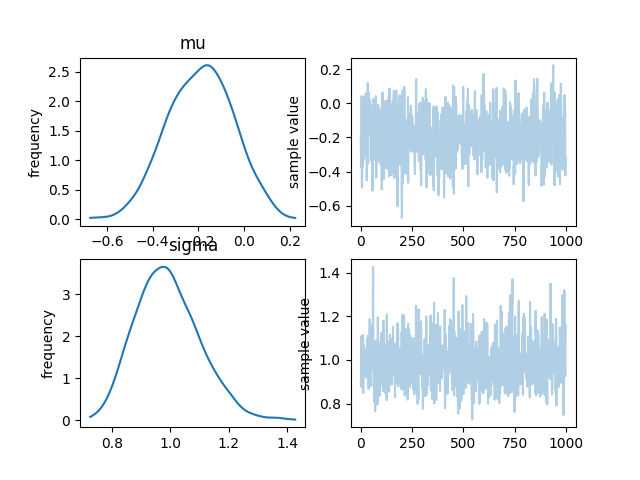 mu
frequency
2.5
2.0
1.5
1.0
0.5
0.0
−0.6 −0.4 −0.2 0.0 0.2
sample value
0.2
0.0
−0.2
−0.4
−0.6
0 250 500 750 1000
sigma
frequency
3
2
1
0
0.8 1.0 1.2 1.4
sample value
1.4
1.2
1.0
0.8
0 250 500 750 1000